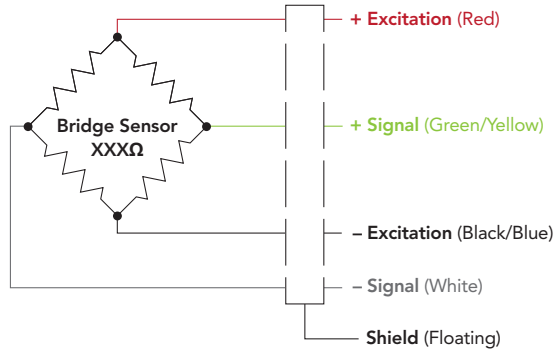 + Excitation (Red)
Bridge Sensor
XXXΩ
+ Signal (Green/Yellow)
– Excitation (Black/Blue)
– Signal (White)
Shield (Floating)